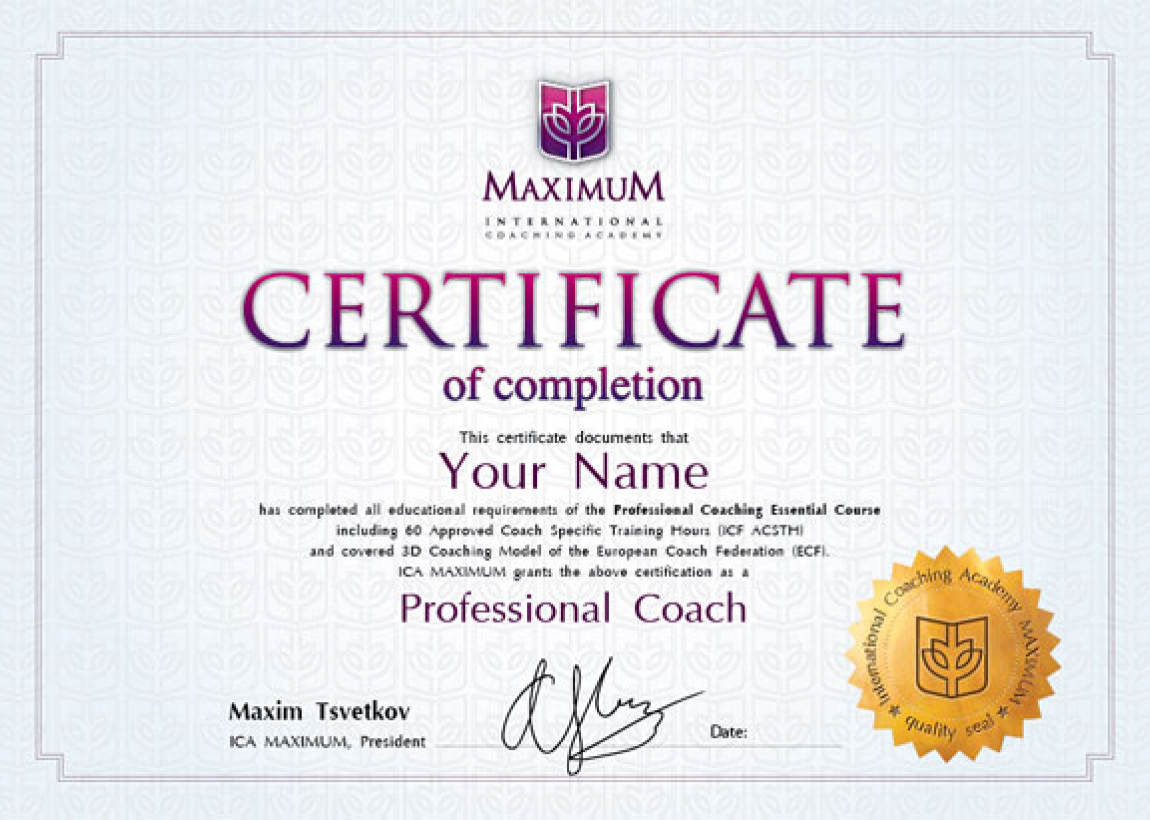 MAXIMUM
INTERNATIONAL
COACHING ACADEMY
CERTIFICATE
of completion
This certificate documents that
Your Name
has completed all educational requirements of the Professional Coaching Essential Course
including 60 Approved Coach Specific Training Hours (ICF ACSTH)
and covered 3D Coaching Model of the European Coach Federation (ECF).
ICA MAXIMUM grants the above certification as a
Professional Coach
International Coaching Academy MAXIMUM
quality seal
Maxim Tsvetkov
ICA MAXIMUM, President
Date: